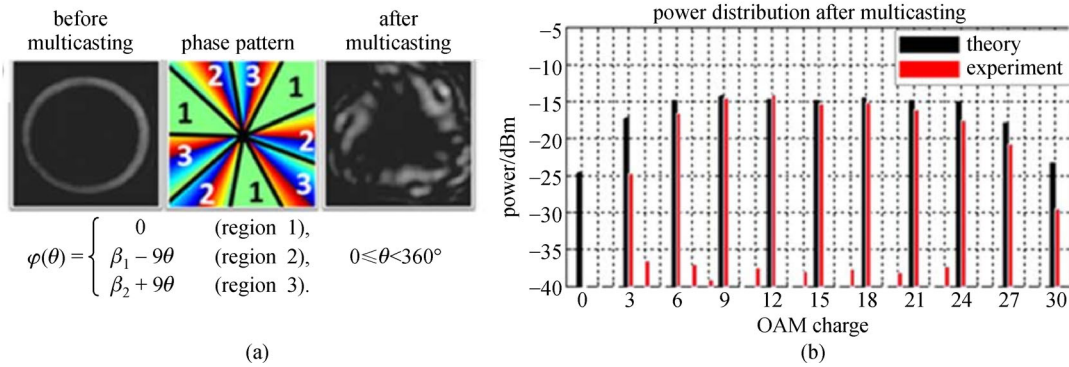 before
multicasting
phase pattern
after
multicasting
2
3
1
1
3
2
2
1
3
φ(θ) =
0 (region 1),
β₁ − 9θ (region 2), 0≤θ<360°
β₂ + 9θ (region 3).
(a)
power distribution after multicasting
theory
experiment
power/dBm
−5
−10
−15
−20
−25
−30
−35
−40
0 3 6 9 12 15 18 21 24 27 30
OAM charge
(b)